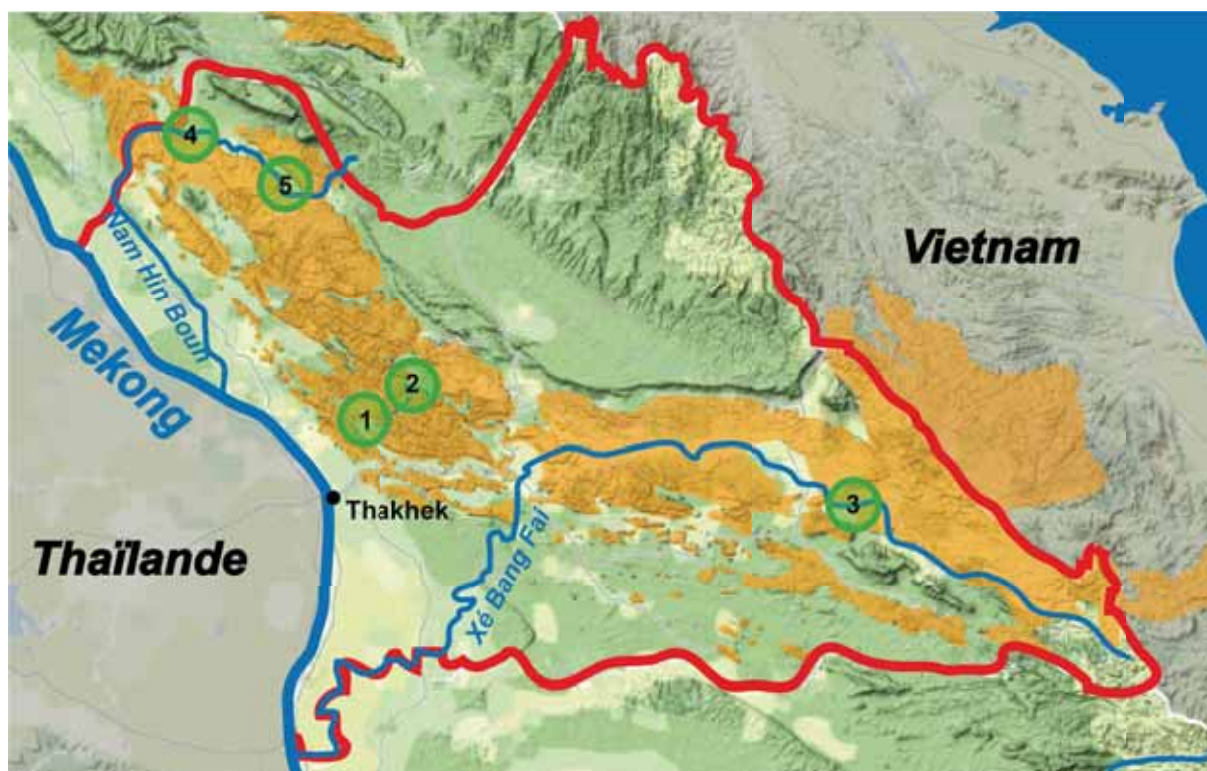 4
5
Vietnam
Nam Hin Boun
Mekong
2
1
Thakhek
3
Thaïlande
Xé Bang Fai